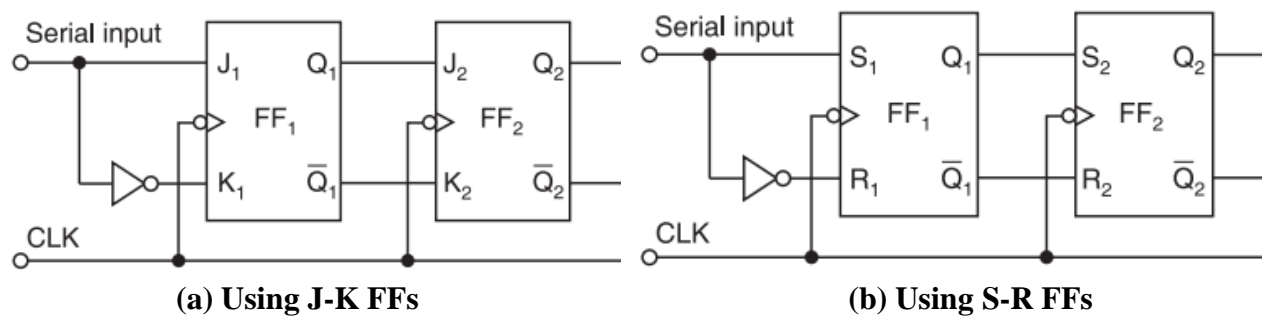 Serial input
J₁ Q₁ J₂ Q₂
FF₁ FF₂
K₁ Q̅₁ K₂ Q̅₂
CLK
(a) Using J-K FFs
Serial input
S₁ Q₁ S₂ Q₂
FF₁ FF₂
R₁ Q̅₁ R₂ Q̅₂
CLK
(b) Using S-R FFs